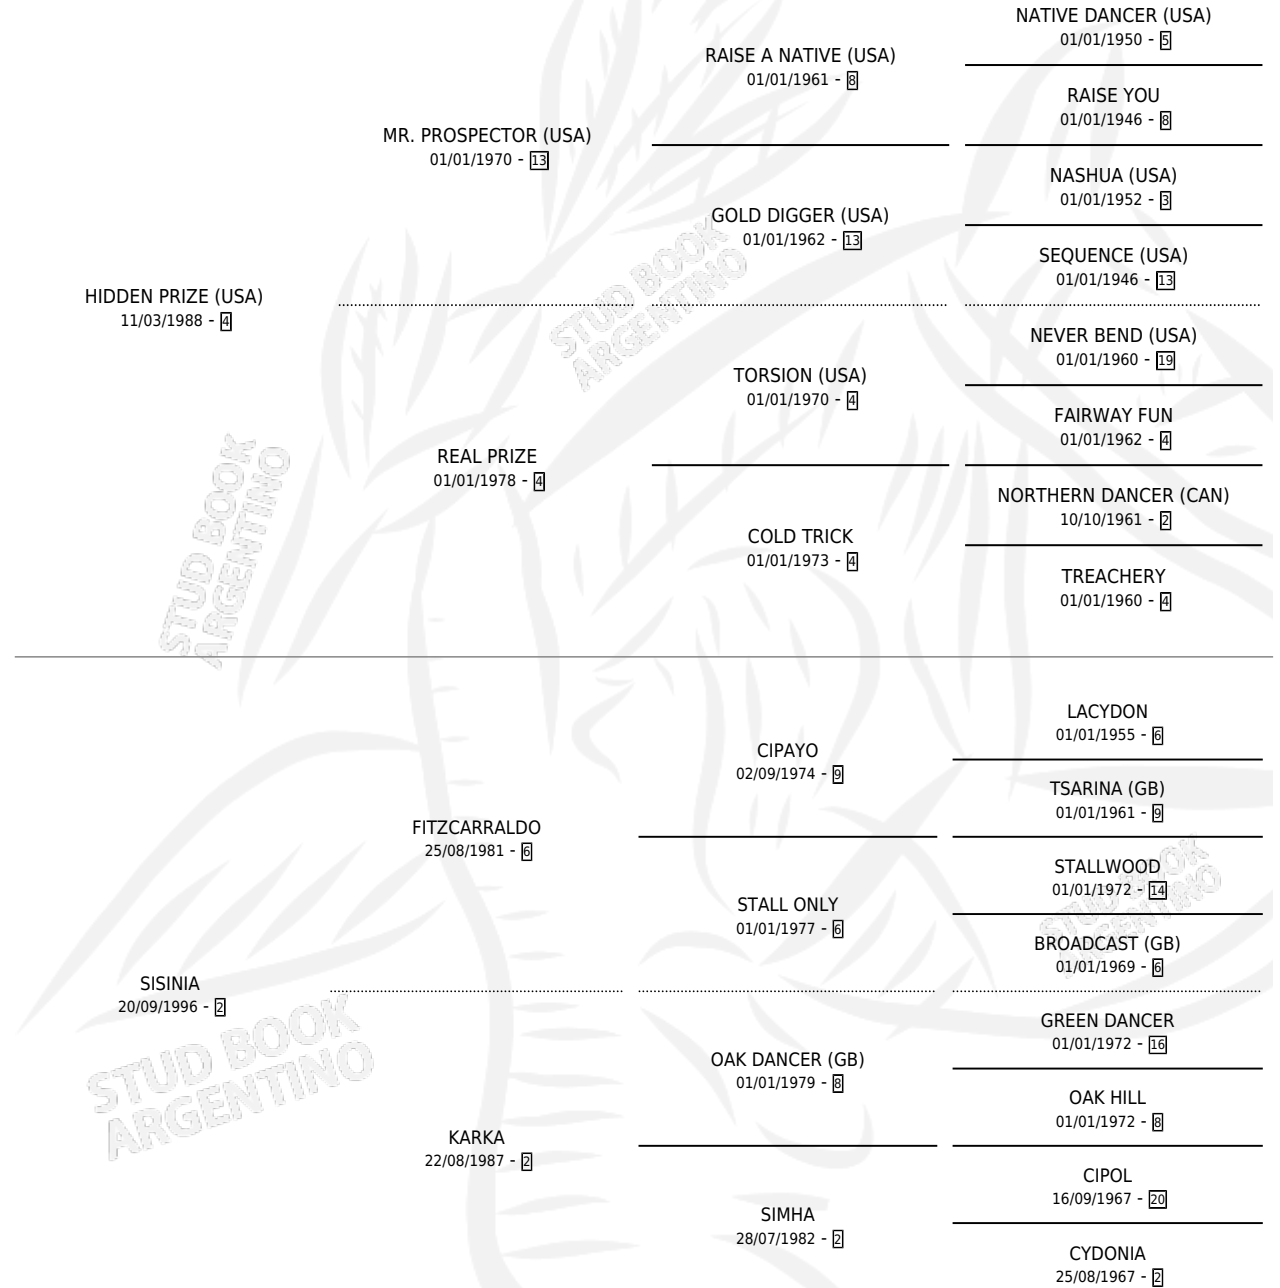 NATIVE DANCER (USA)
01/01/1950 - 5
RAISE A NATIVE (USA)
01/01/1961 - 8
RAISE YOU
01/01/1946 - 8
MR. PROSPECTOR (USA)
01/01/1970 - 13
NASHUA (USA)
01/01/1952 - 3
GOLD DIGGER (USA)
01/01/1962 - 13
SEQUENCE (USA)
01/01/1946 - 13
HIDDEN PRIZE (USA)
11/03/1988 - 4
NEVER BEND (USA)
01/01/1960 - 19
TORSION (USA)
01/01/1970 - 4
FAIRWAY FUN
01/01/1962 - 4
REAL PRIZE
01/01/1978 - 4
NORTHERN DANCER (CAN)
10/10/1961 - 2
COLD TRICK
01/01/1973 - 4
TREACHERY
01/01/1960 - 4
LACYDON
01/01/1955 - 6
CIPAYO
02/09/1974 - 9
TSARINA (GB)
01/01/1961 - 9
FITZCARRALDO
25/08/1981 - 6
STALLWOOD
01/01/1972 - 14
STALL ONLY
01/01/1977 - 6
BROADCAST (GB)
01/01/1969 - 6
SISINIA
20/09/1996 - 2
GREEN DANCER
01/01/1972 - 16
OAK DANCER (GB)
01/01/1979 - 8
OAK HILL
01/01/1972 - 8
KARKA
22/08/1987 - 2
CIPOL
16/09/1967 - 20
SIMHA
28/07/1982 - 2
CYDONIA
25/08/1967 - 2
STUD BOOK
ARGENTINO
STUD BOOK
ARGENTINO
STUD BOOK
ARGENTINO
STUD BOOK
ARGENTINO